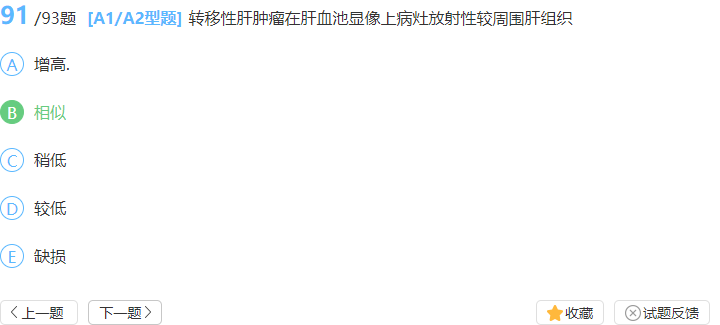 91/93题 [A1/A2型题] 转移性肝肿瘤在肝血池显像上病灶放射性较周围肝组织
A 增高.
B 相似
C 稍低
D 较低
E 缺损
上一题 下一题 收藏 试题反馈